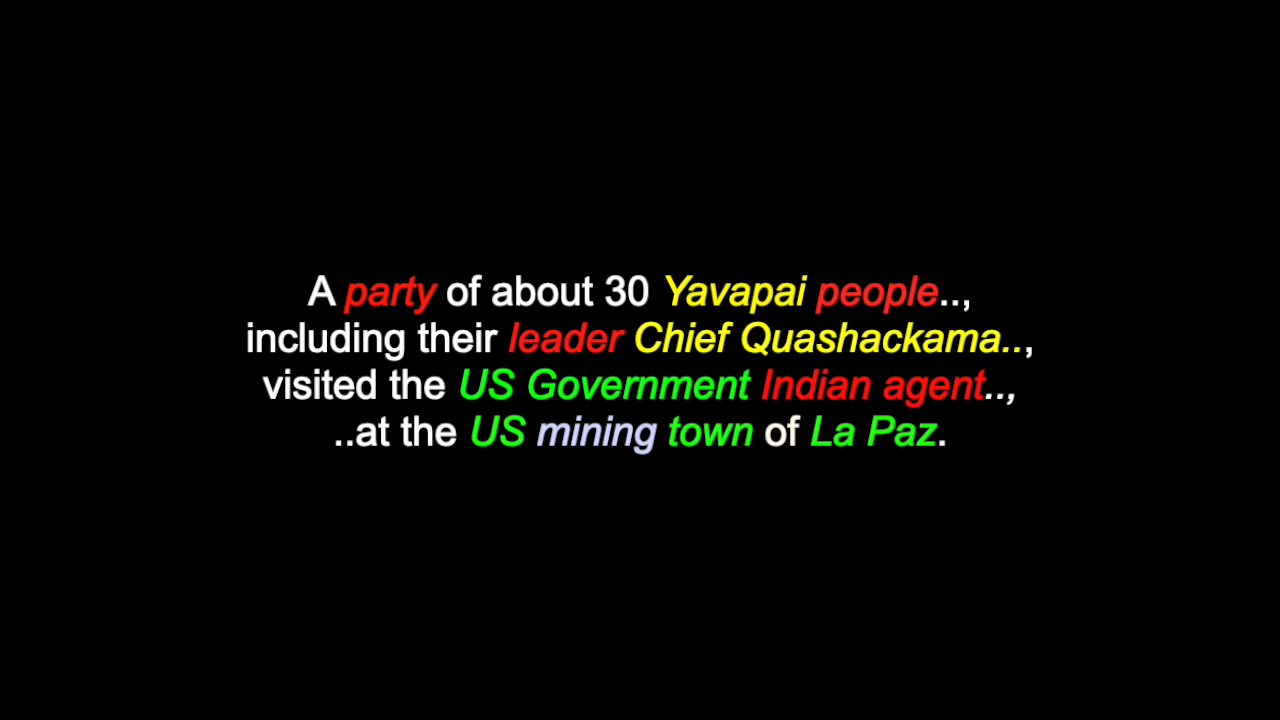 A party of about 30 Yavapai people..,
including their leader Chief Quashackama..,
visited the US Government Indian agent..,
..at the US mining town of La Paz.